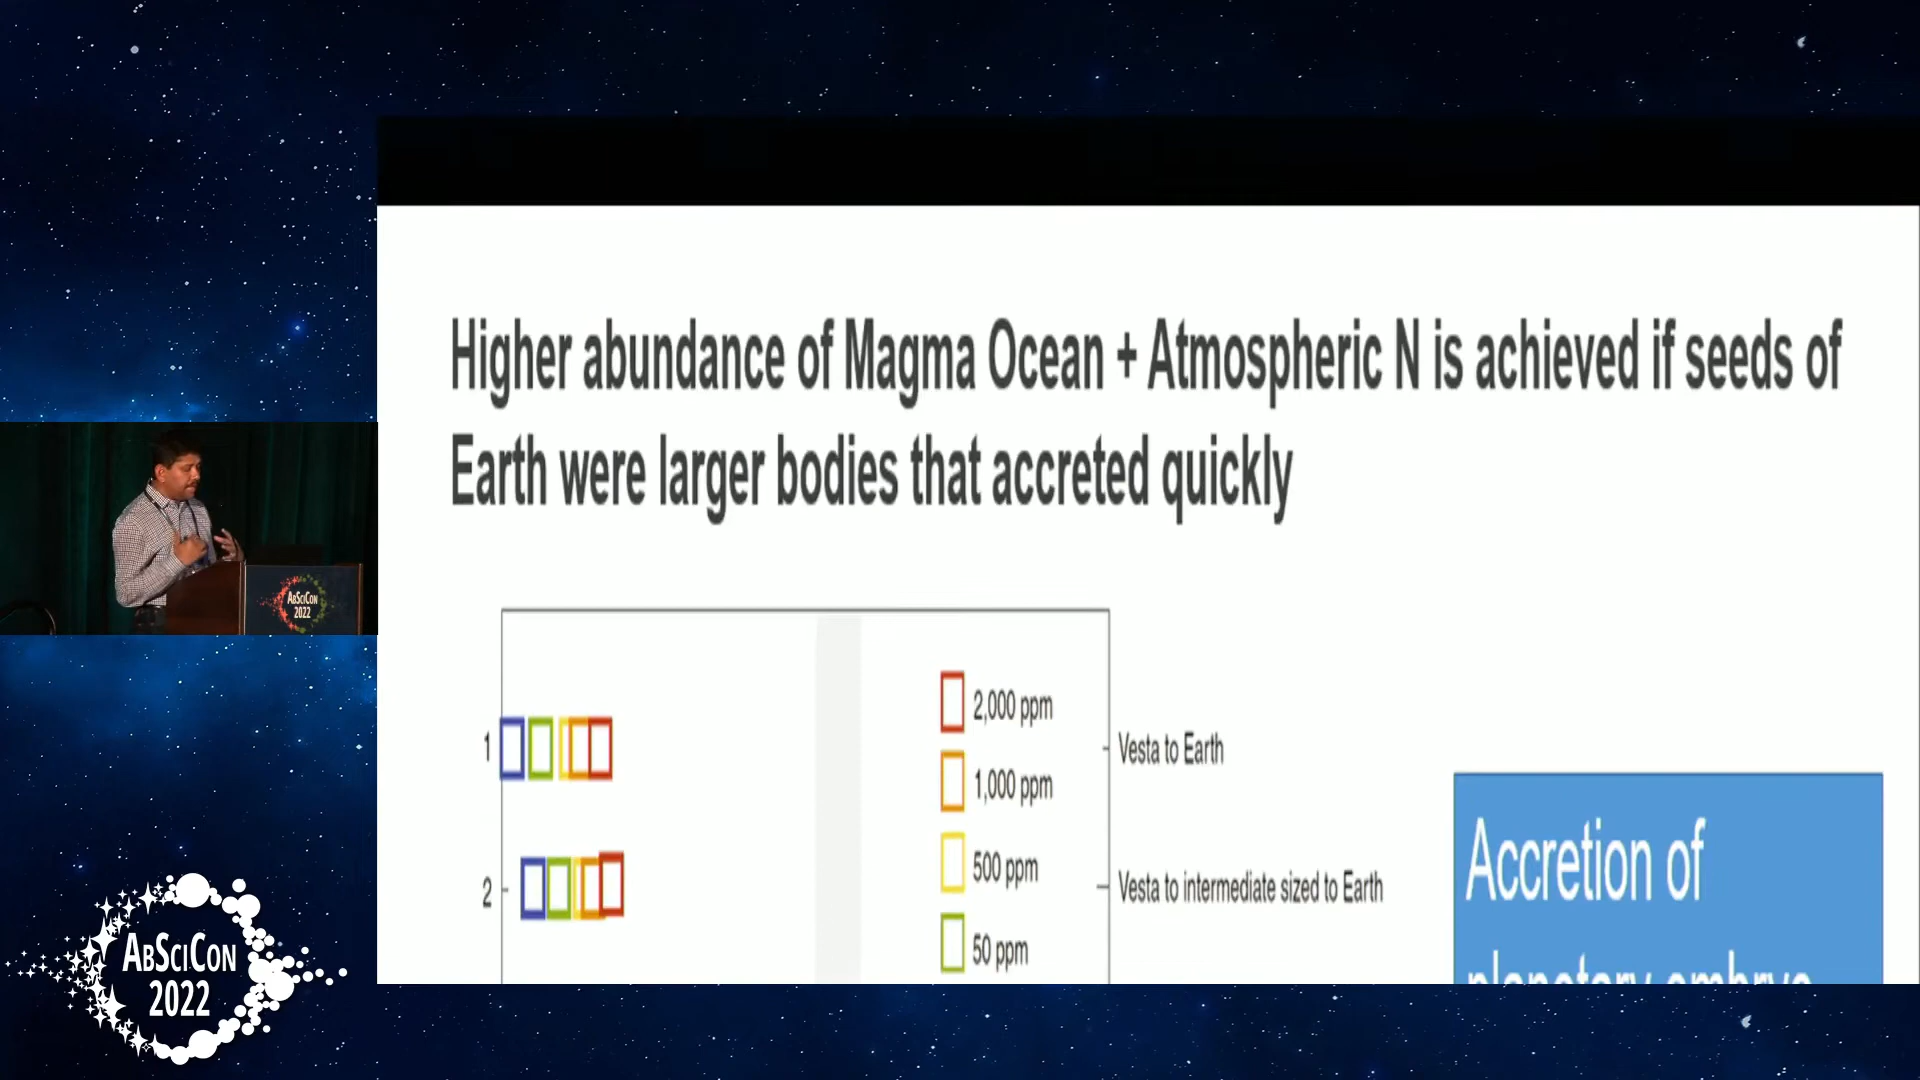 Higher abundance of Magma Ocean + Atmospheric N is achieved if seeds of
Earth were larger bodies that accreted quickly
2,000 ppm
1
Vesta to Earth
1,000 ppm
500 ppm
2
Vesta to intermediate sized to Earth
50 ppm
Accretion of
planetary embryo
ABSCICON
2022
ABSCICON
2022